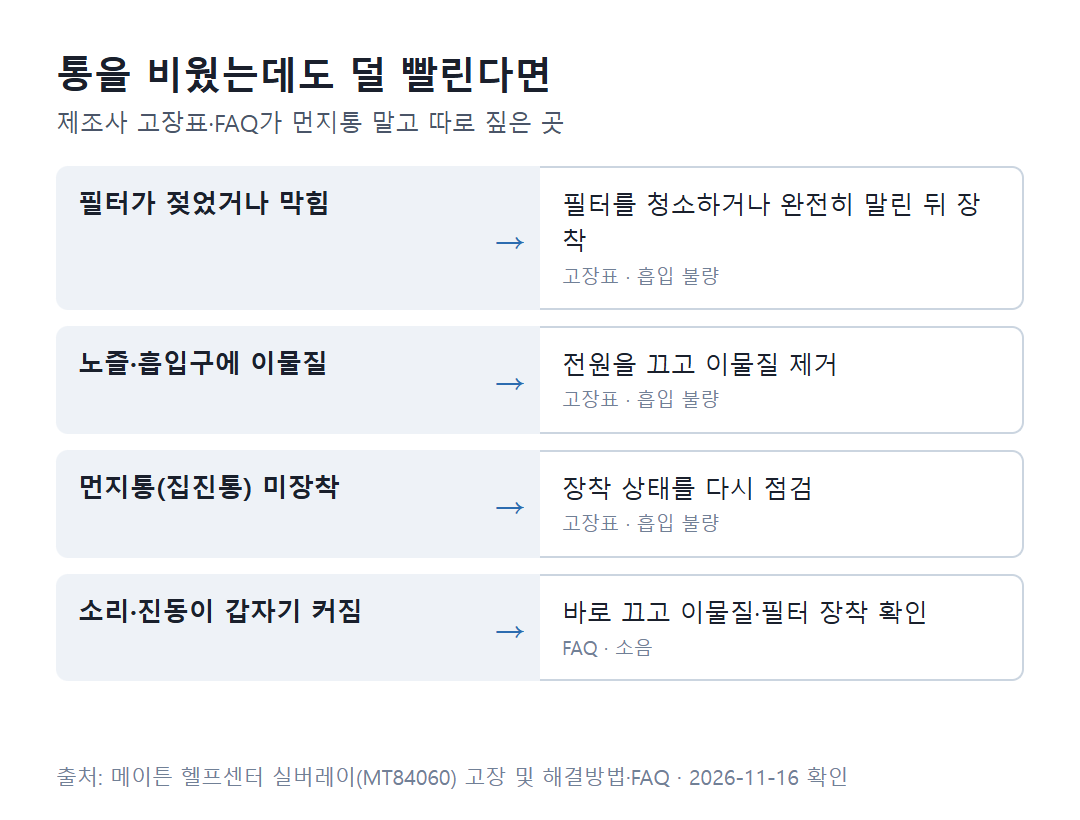 통을 비웠는데도 덜 빨린다면
제조사 고장표·FAQ가 먼지통 말고 따로 짚은 곳
필터가 젖었거나 막힘
→
필터를 청소하거나 완전히 말린 뒤 장
착
고장표 · 흡입 불량
노즐·흡입구에 이물질
→
전원을 끄고 이물질 제거
고장표 · 흡입 불량
먼지통(집진통) 미장착
→
장착 상태를 다시 점검
고장표 · 흡입 불량
소리·진동이 갑자기 커짐
→
바로 끄고 이물질·필터 장착 확인
FAQ · 소음
출처: 메이튼 헬프센터 실버레이(MT84060) 고장 및 해결방법·FAQ · 2026-11-16 확인